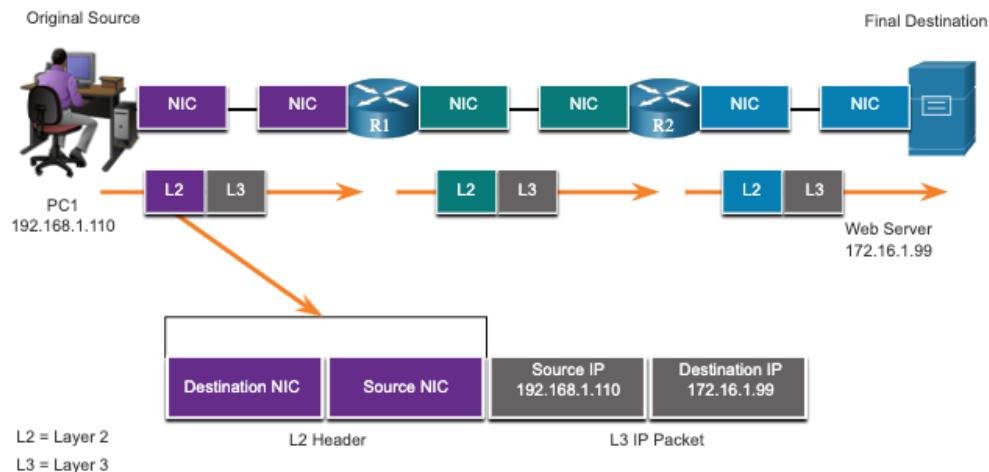 Original Source
Final Destination
NIC
NIC
R1
NIC
NIC
R2
NIC
NIC
L2
L3
L2
L3
L2
L3
PC1
192.168.1.110
Web Server
172.16.1.99
Destination NIC
Source NIC
Source IP
192.168.1.110
Destination IP
172.16.1.99
L2 = Layer 2
L2 Header
L3 IP Packet
L3 = Layer 3